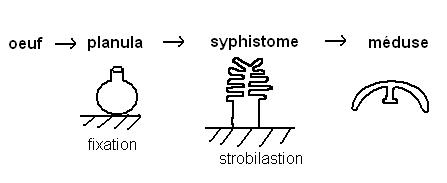 oeuf → planula → syphistome → méduse
fixation
strobilastion